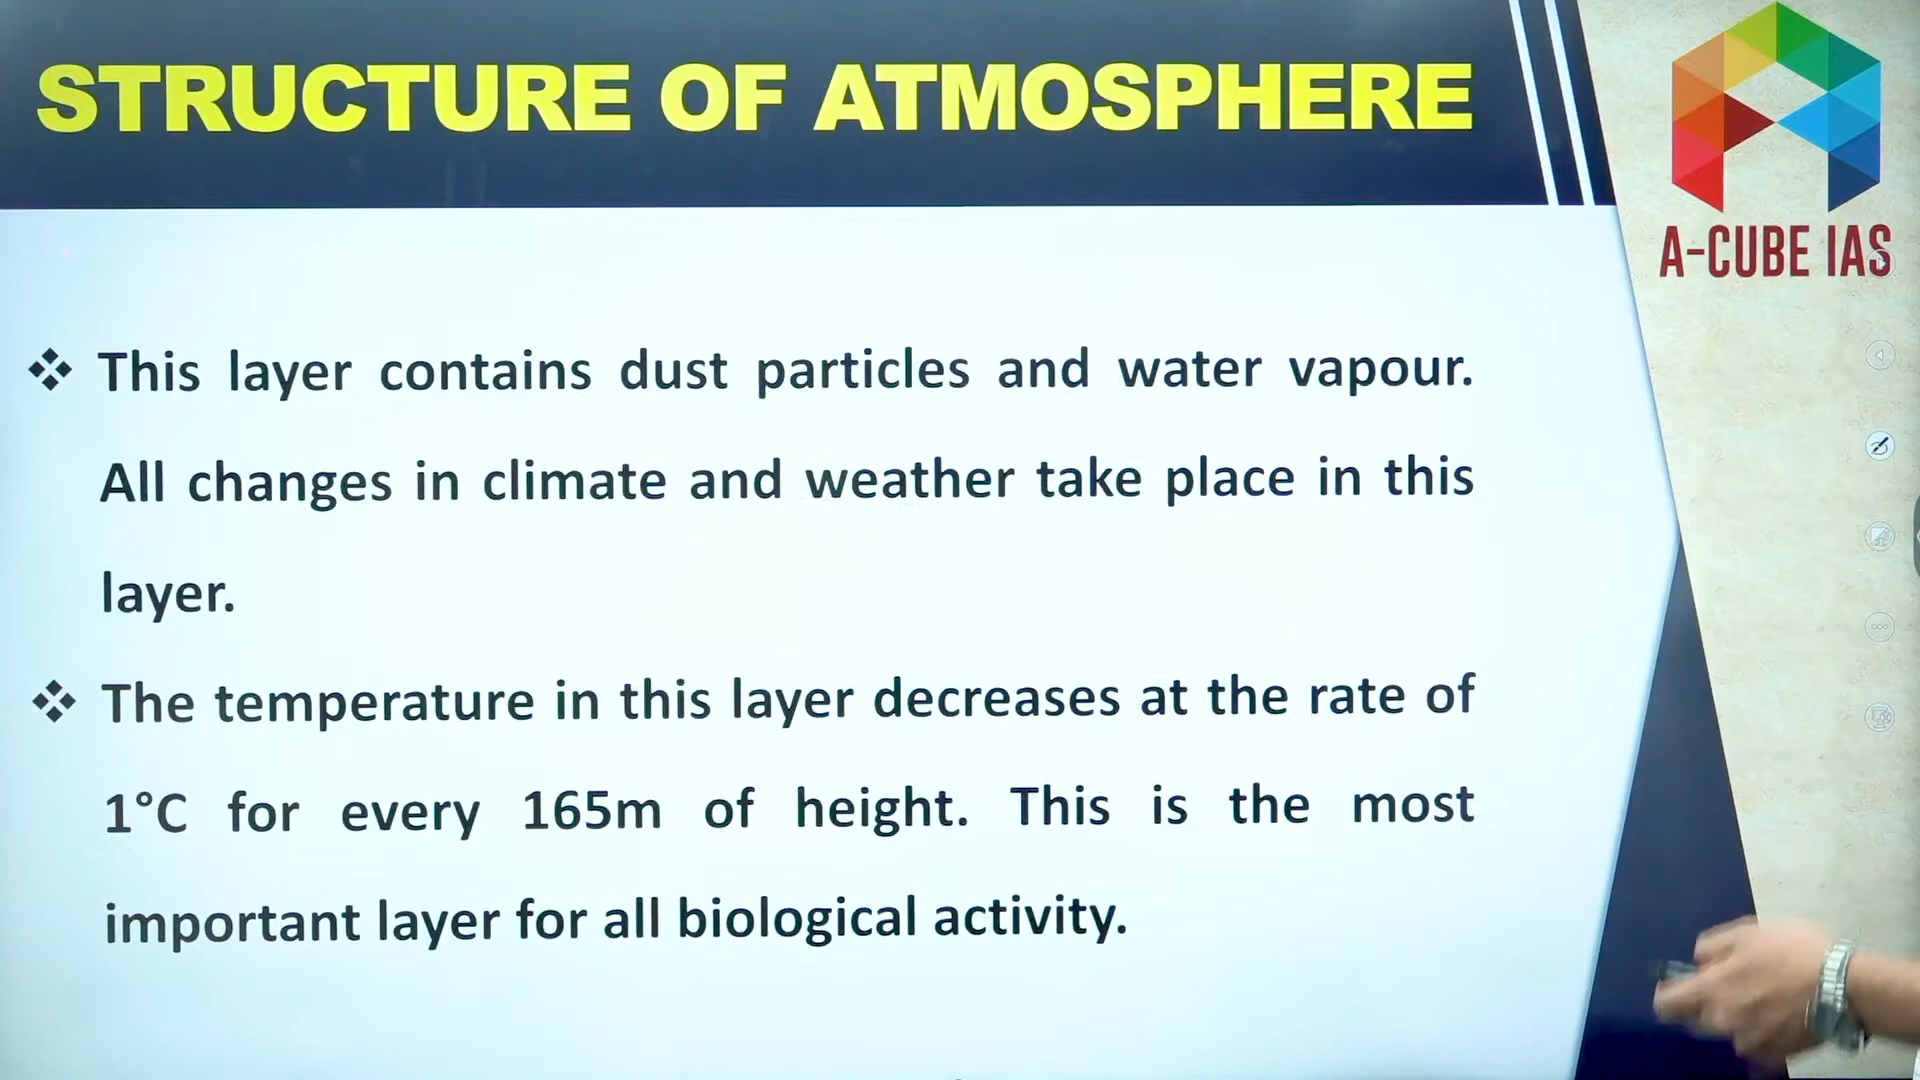 STRUCTURE OF ATMOSPHERE
A-CUBE IAS
❖ This layer contains dust particles and water vapour.
All changes in climate and weather take place in this
layer.
❖ The temperature in this layer decreases at the rate of
1°C for every 165m of height. This is the most
important layer for all biological activity.